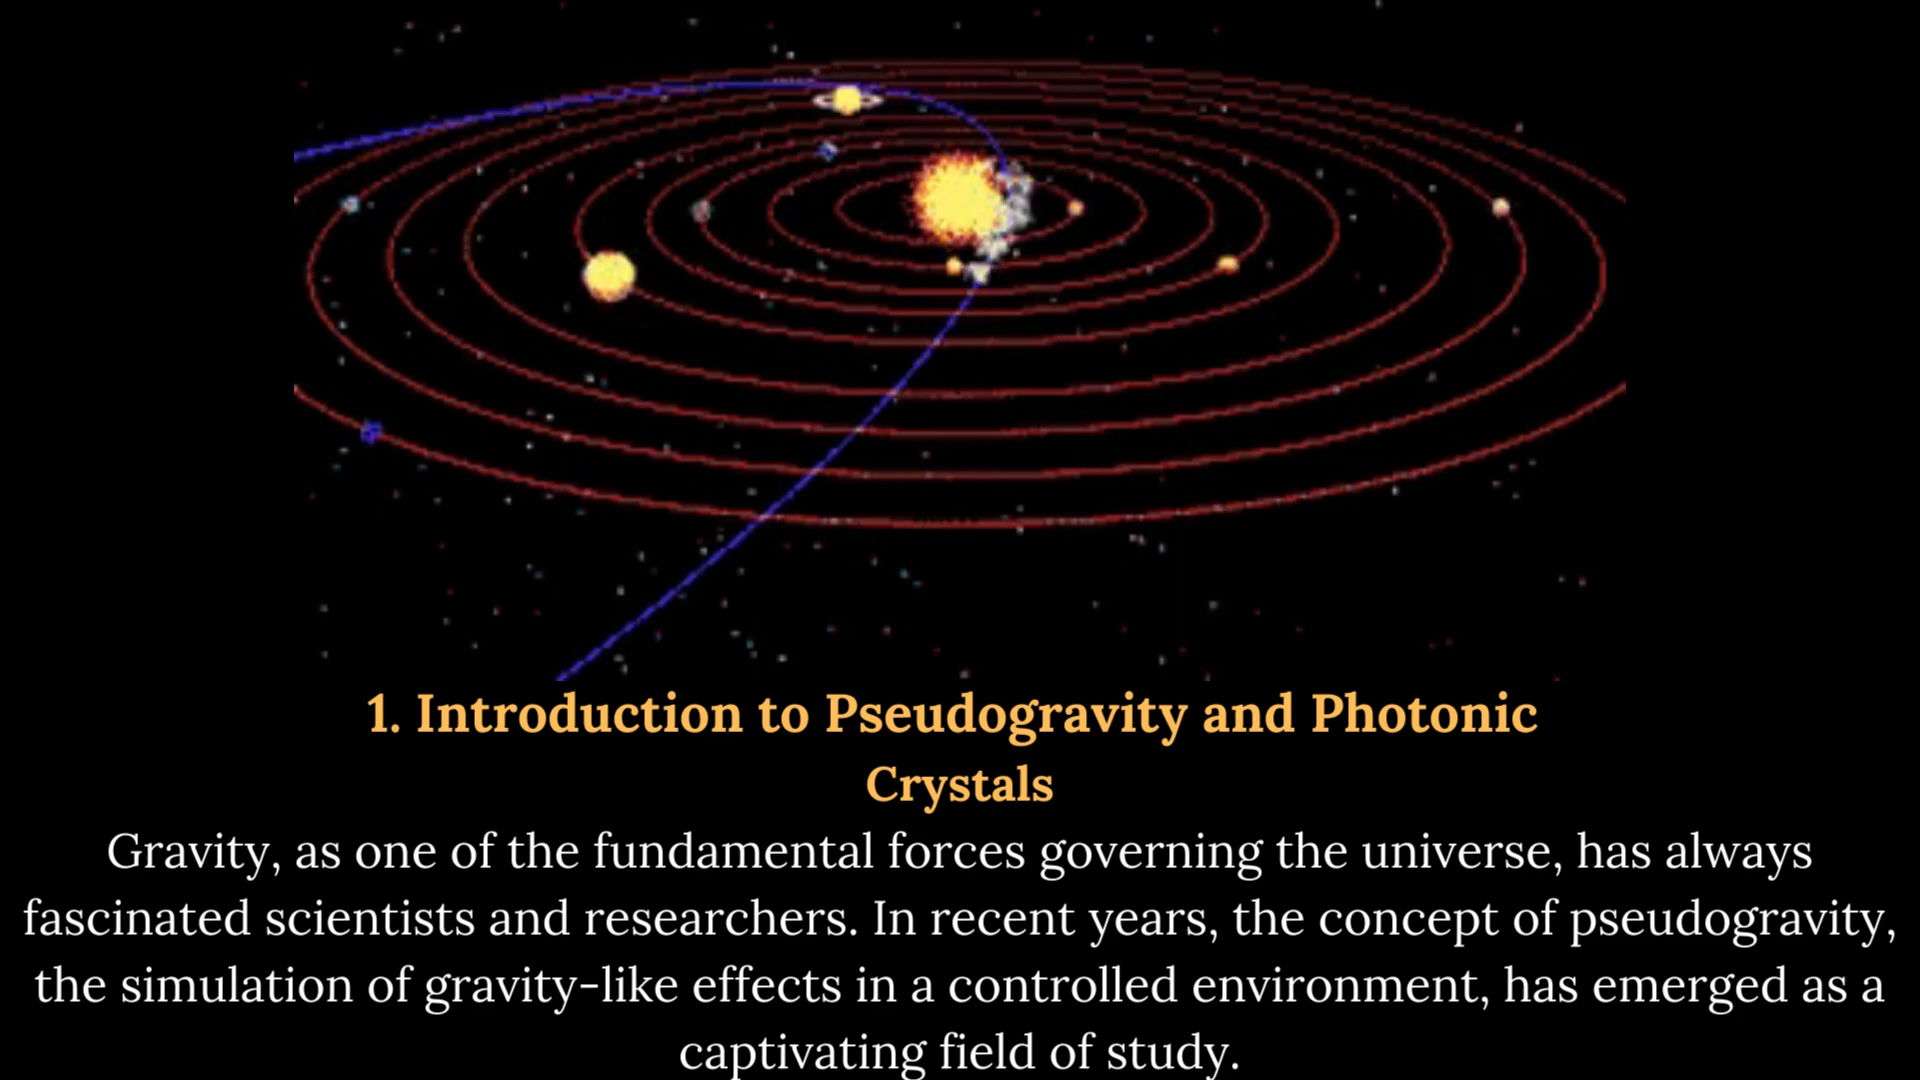 1. Introduction to Pseudogravity and Photonic
Crystals
Gravity, as one of the fundamental forces governing the universe, has always
fascinated scientists and researchers. In recent years, the concept of pseudogravity,
the simulation of gravity-like effects in a controlled environment, has emerged as a
captivating field of study.